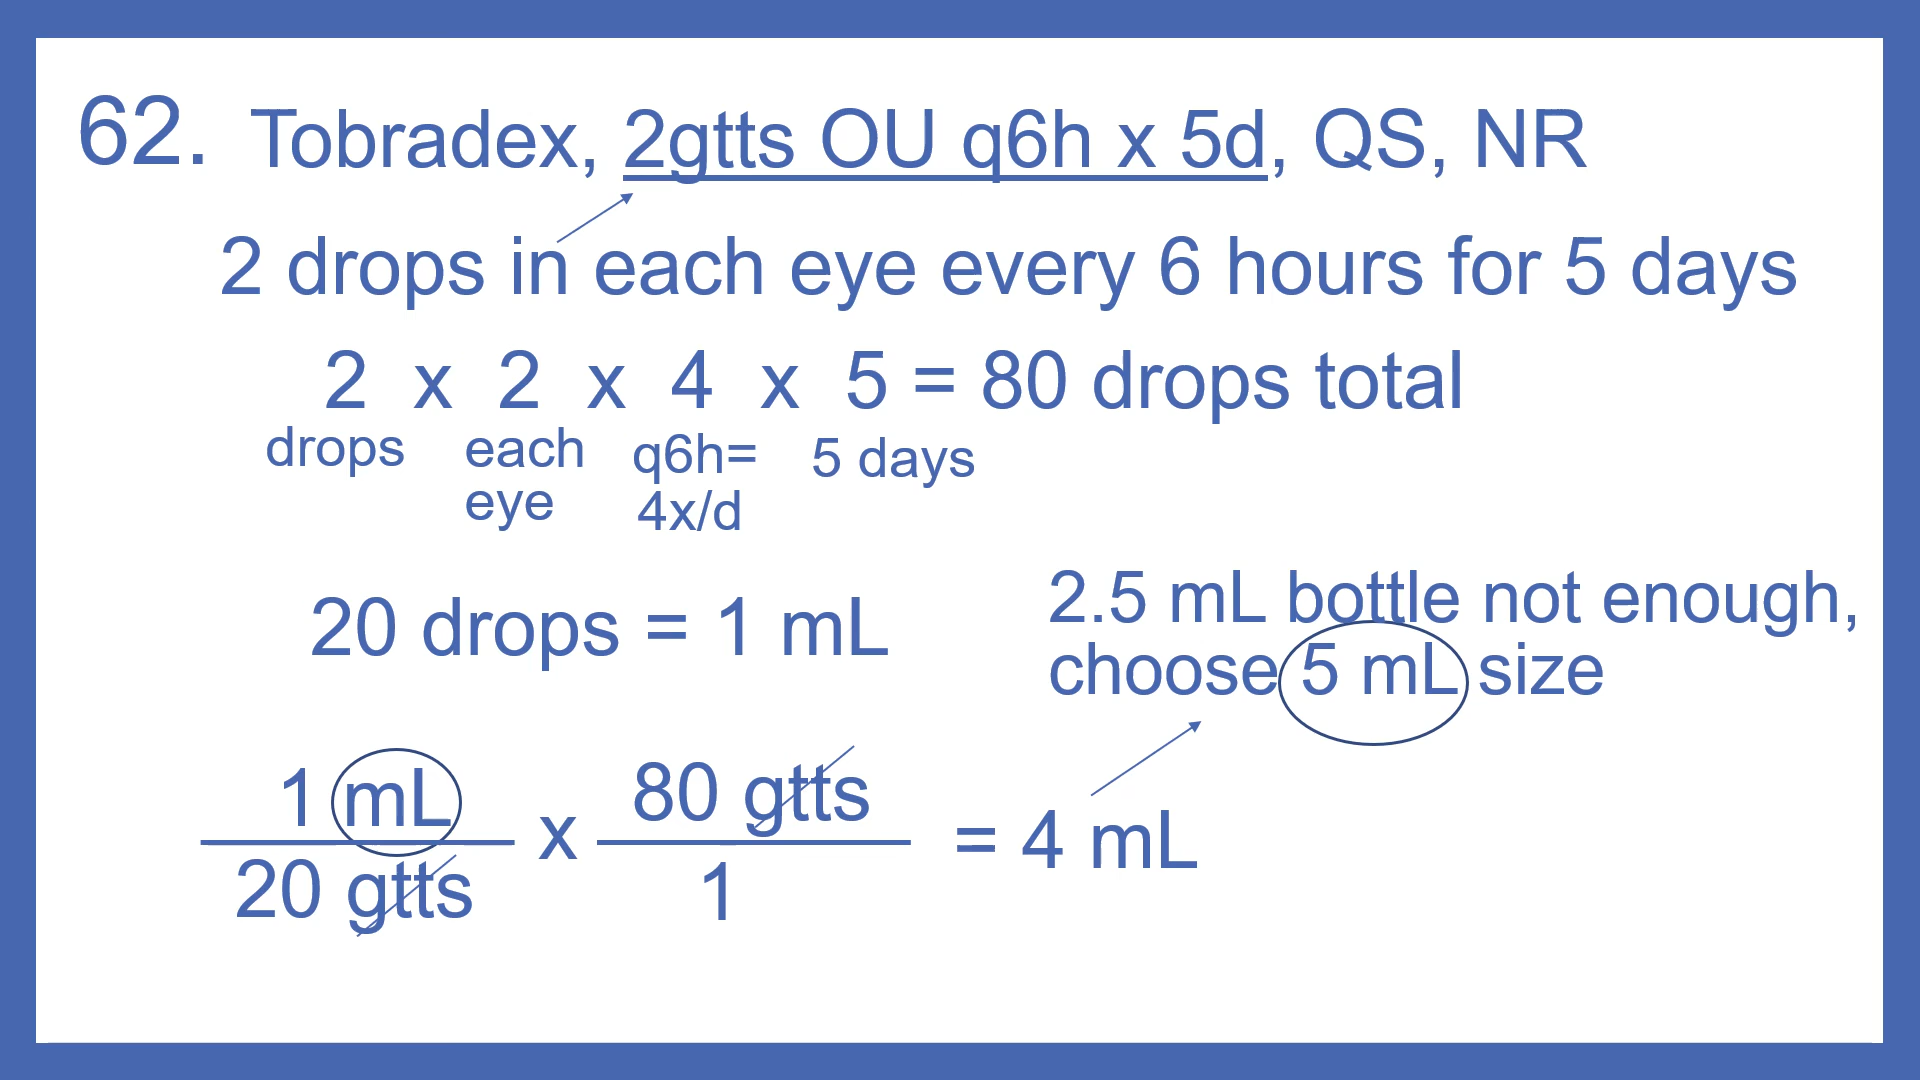 62. Tobradex, 2gtts OU q6h x 5d, QS, NR
2 drops in each eye every 6 hours for 5 days
2 x 2 x 4 x 5 = 80 drops total
drops each eye q6h= 4x/d 5 days
20 drops = 1 mL
2.5 mL bottle not enough,
choose 5 mL size
1 mL x 80 gtts = 4 mL
20 gtts 1